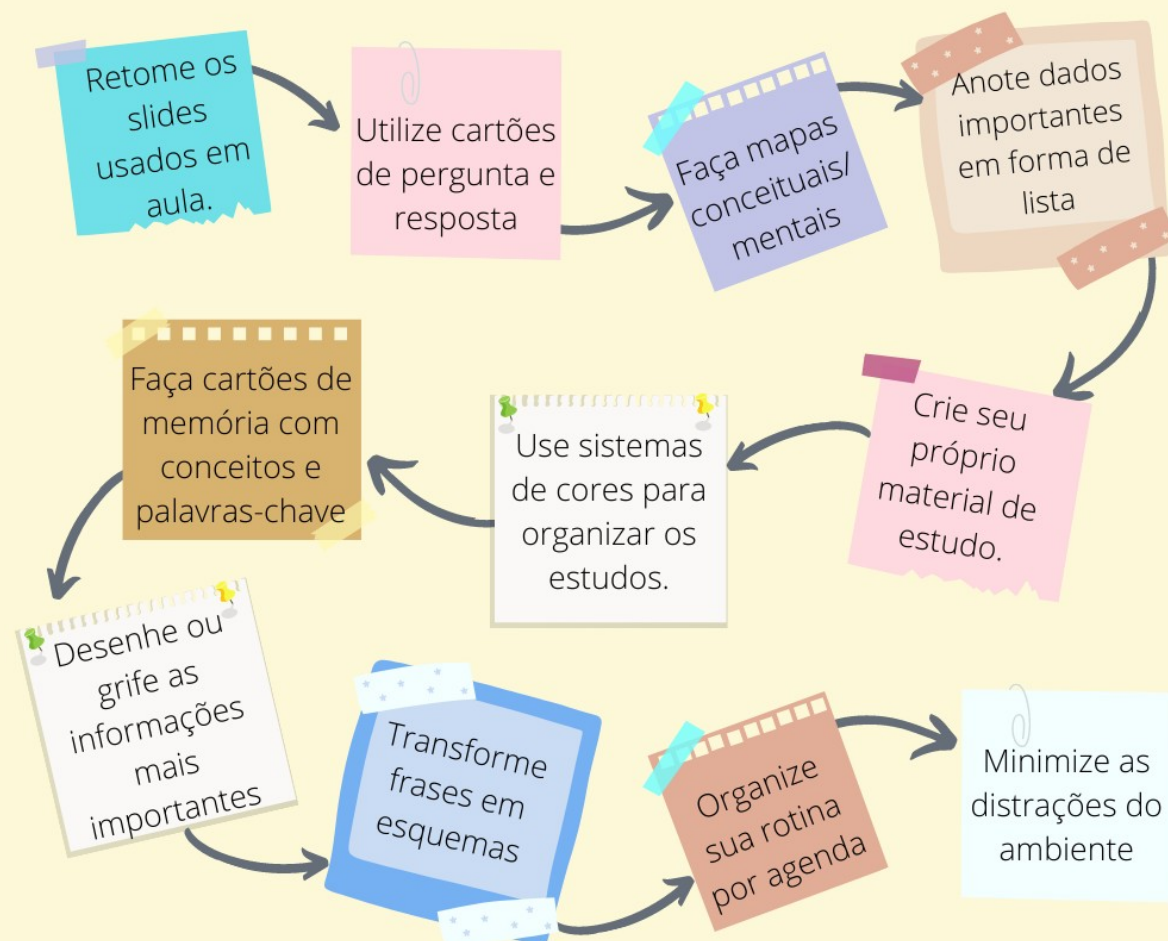 Retome os
slides
usados em
aula.
Utilize cartões
de pergunta e
resposta
Faça mapas
conceituais/
mentais
Anote dados
importantes
em forma de
lista
Crie seu
próprio
material de
estudo.
Use sistemas
de cores para
organizar os
estudos.
Faça cartões de
memória com
conceitos e
palavras-chave
Desenhe ou
grife as
informações
mais
importantes
Transforme
frases em
esquemas
Organize
sua rotina
por agenda
Minimize as
distrações do
ambiente